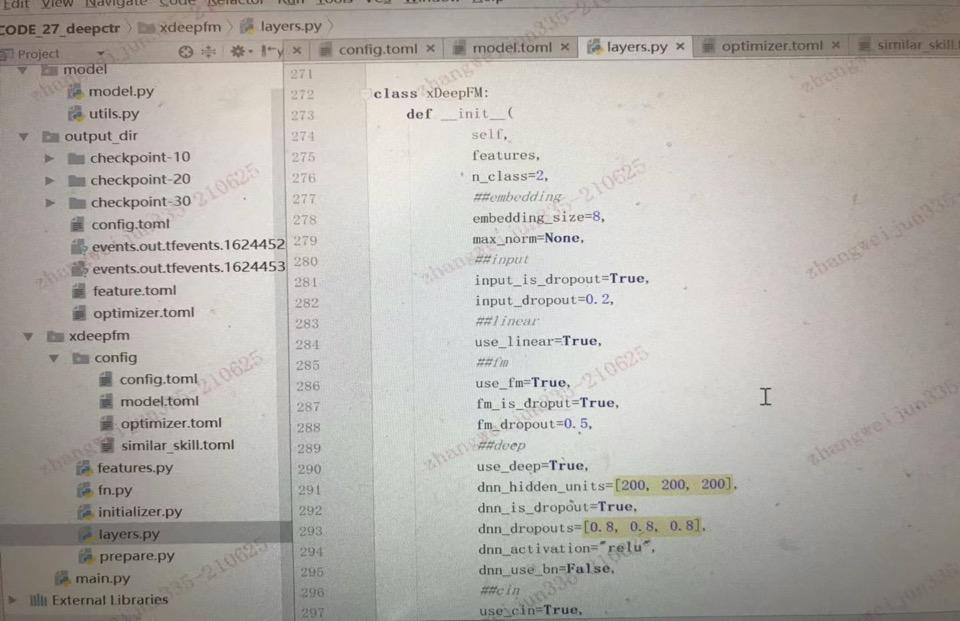 Edit View Navigate Code Refactor Run Tools
CODE_27_deepctr xdeepfm layers.py
Project config.toml model.toml layers.py optimizer.toml similar_skill.
model
model.py
utils.py
output_dir
checkpoint-10
checkpoint-20
checkpoint-30
config.toml
events.out.tfevents.1624452
events.out.tfevents.1624453
feature.toml
optimizer.toml
xdeepfm
config
config.toml
model.toml
optimizer.toml
similar_skill.toml
features.py
fn.py
initializer.py
layers.py
prepare.py
main.py
External Libraries
271
272 class xDeepFM:
273 def __init__(
274 self,
275 features,
276 n_class=2,
277 ##embedding
278 embedding_size=8,
279 max_norm=None,
280 ##input
281 input_is_dropout=True,
282 input_dropout=0.2,
283 ##linear
284 use_linear=True,
285 ##fm
286 use_fm=True,
287 fm_is_droput=True,
288 fm_dropout=0.5,
289 ##deep
290 use_deep=True,
291 dnn_hidden_units=[200, 200, 200],
292 dnn_is_dropout=True,
293 dnn_dropouts=[0.8, 0.8, 0.8],
294 dnn_activation="relu",
295 dnn_use_bn=False,
296 ##cin
297 use_cin=True,
zhangweijun335-210625